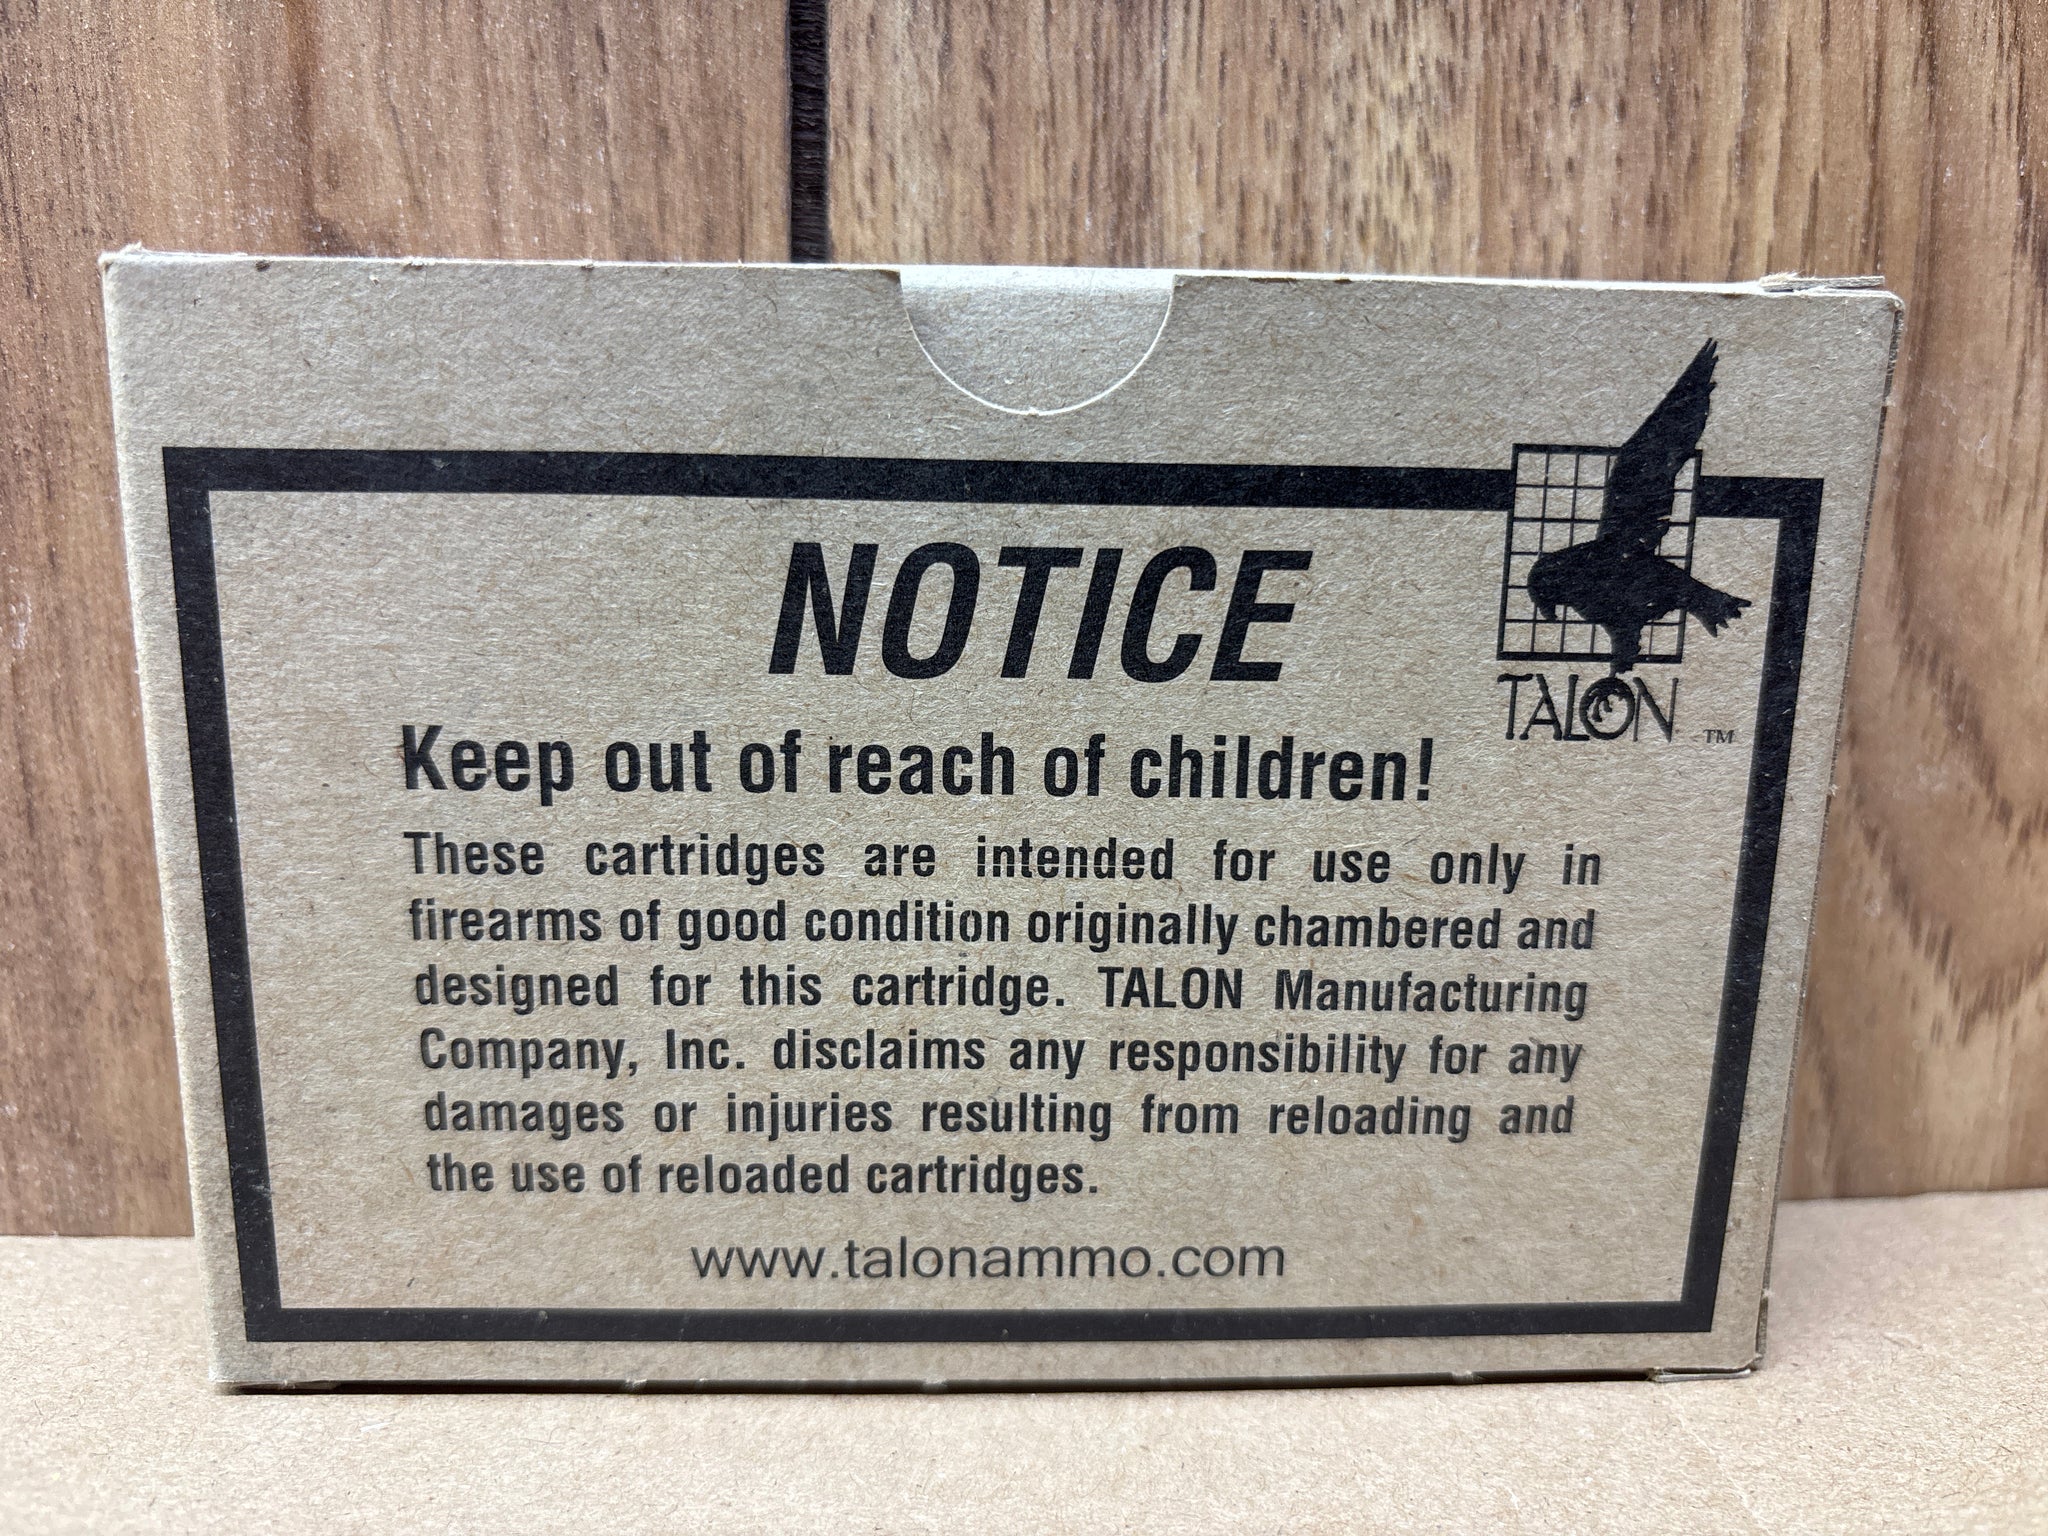 NOTICE
TALON ™
Keep out of reach of children!
These cartridges are intended for use only in
firearms of good condition originally chambered and
designed for this cartridge. TALON Manufacturing
Company, Inc. disclaims any responsibility for any
damages or injuries resulting from reloading and
the use of reloaded cartridges.
www.talonammo.com